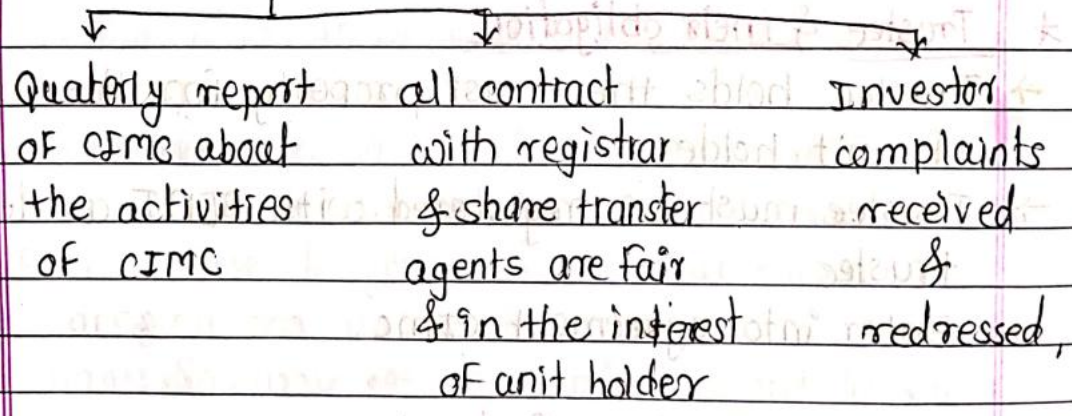 Quaterly report
of CIMC about
the activities
of CIMC
all contract
with registrar
& share transfer
agents are fair
& in the interest
of unit holder
Investor
complaints
received
&
redressed,